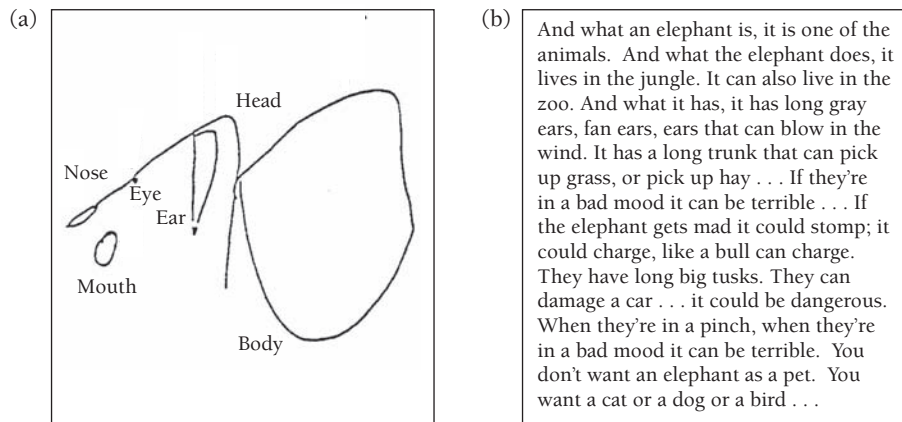 (a)
Head
Nose
Eye
Ear
Mouth
Body
(b)
And what an elephant is, it is one of the
animals. And what the elephant does, it
lives in the jungle. It can also live in the
zoo. And what it has, it has long gray
ears, fan ears, ears that can blow in the
wind. It has a long trunk that can pick
up grass, or pick up hay . . . If they're
in a bad mood it can be terrible . . . If
the elephant gets mad it could stomp; it
could charge, like a bull can charge.
They have long big tusks. They can
damage a car . . . it could be dangerous.
When they're in a pinch, when they're
in a bad mood it can be terrible. You
don't want an elephant as a pet. You
want a cat or a dog or a bird . . .